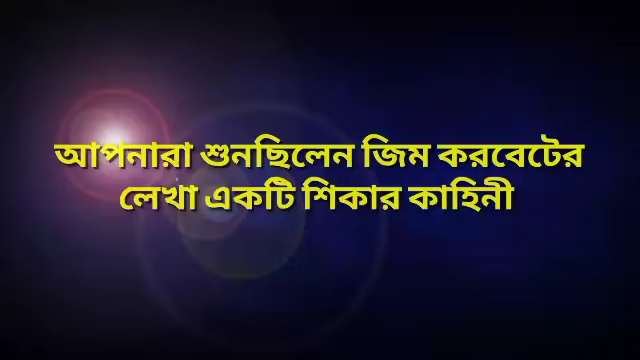 আপনারা শুনছিলেন জিম করবেটের
লেখা একটি শিকার কাহিনী